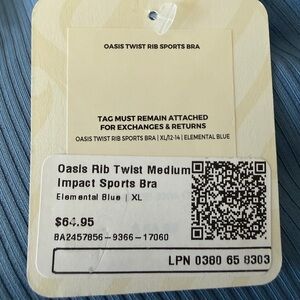 OASIS TWIST RIB SPORTS BRA
TAG MUST REMAIN ATTACHED
FOR EXCHANGES & RETURNS
OASIS TWIST RIB SPORTS BRA | XL/12-14 | ELEMENTAL BLUE
Oasis Rib Twist Medium
Impact Sports Bra
Elemental Blue | XL
$64.95
BA2457856-9366-17060
LPN 0380 65 8303